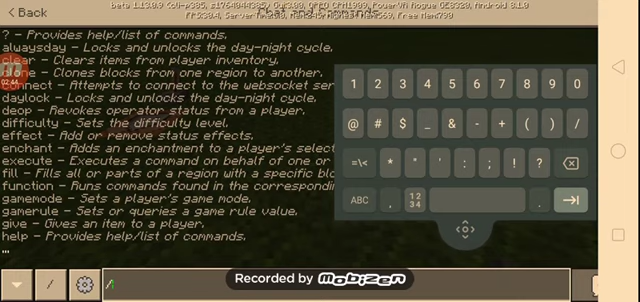 Back
Chat and Commands
? - Provides help/list of commands.
alwaysday - Locks and unlocks the day-night cycle.
clear - Clears items from player inventory.
- Clones blocks from one region to another.
- Attempts to connect to the websocket ser
daylock - Locks and unlocks the day-night cycle.
deop - Revokes operator status from a player.
difficulty - Sets the difficulty level.
effect - Add or remove status effects.
enchant - Adds an enchantment to a player's select
execute - Executes a command on behalf of one or
fill - Fills all or parts of a region with a specific blo
function - Runs commands found in the correspondin
gamemode - Sets a player's game mode.
gamerule - Sets or queries a game rule value.
give - Gives an item to a player.
help - Provides help/list of commands.
...
1 2 3 4 5 6 7 8 9 0
@ # $ _ & - + ( ) /
=\< * " ' : ; ! ?
ABC , 12 34 .
/
/
Recorded by mobizen